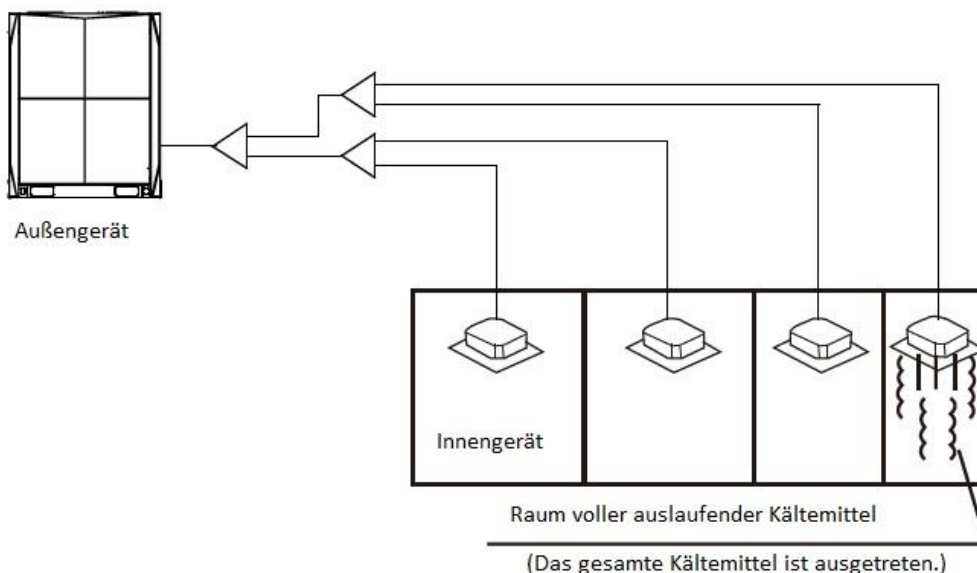 Außengerät
Innengerät
Raum voller auslaufender Kältemittel
(Das gesamte Kältemittel ist ausgetreten.)